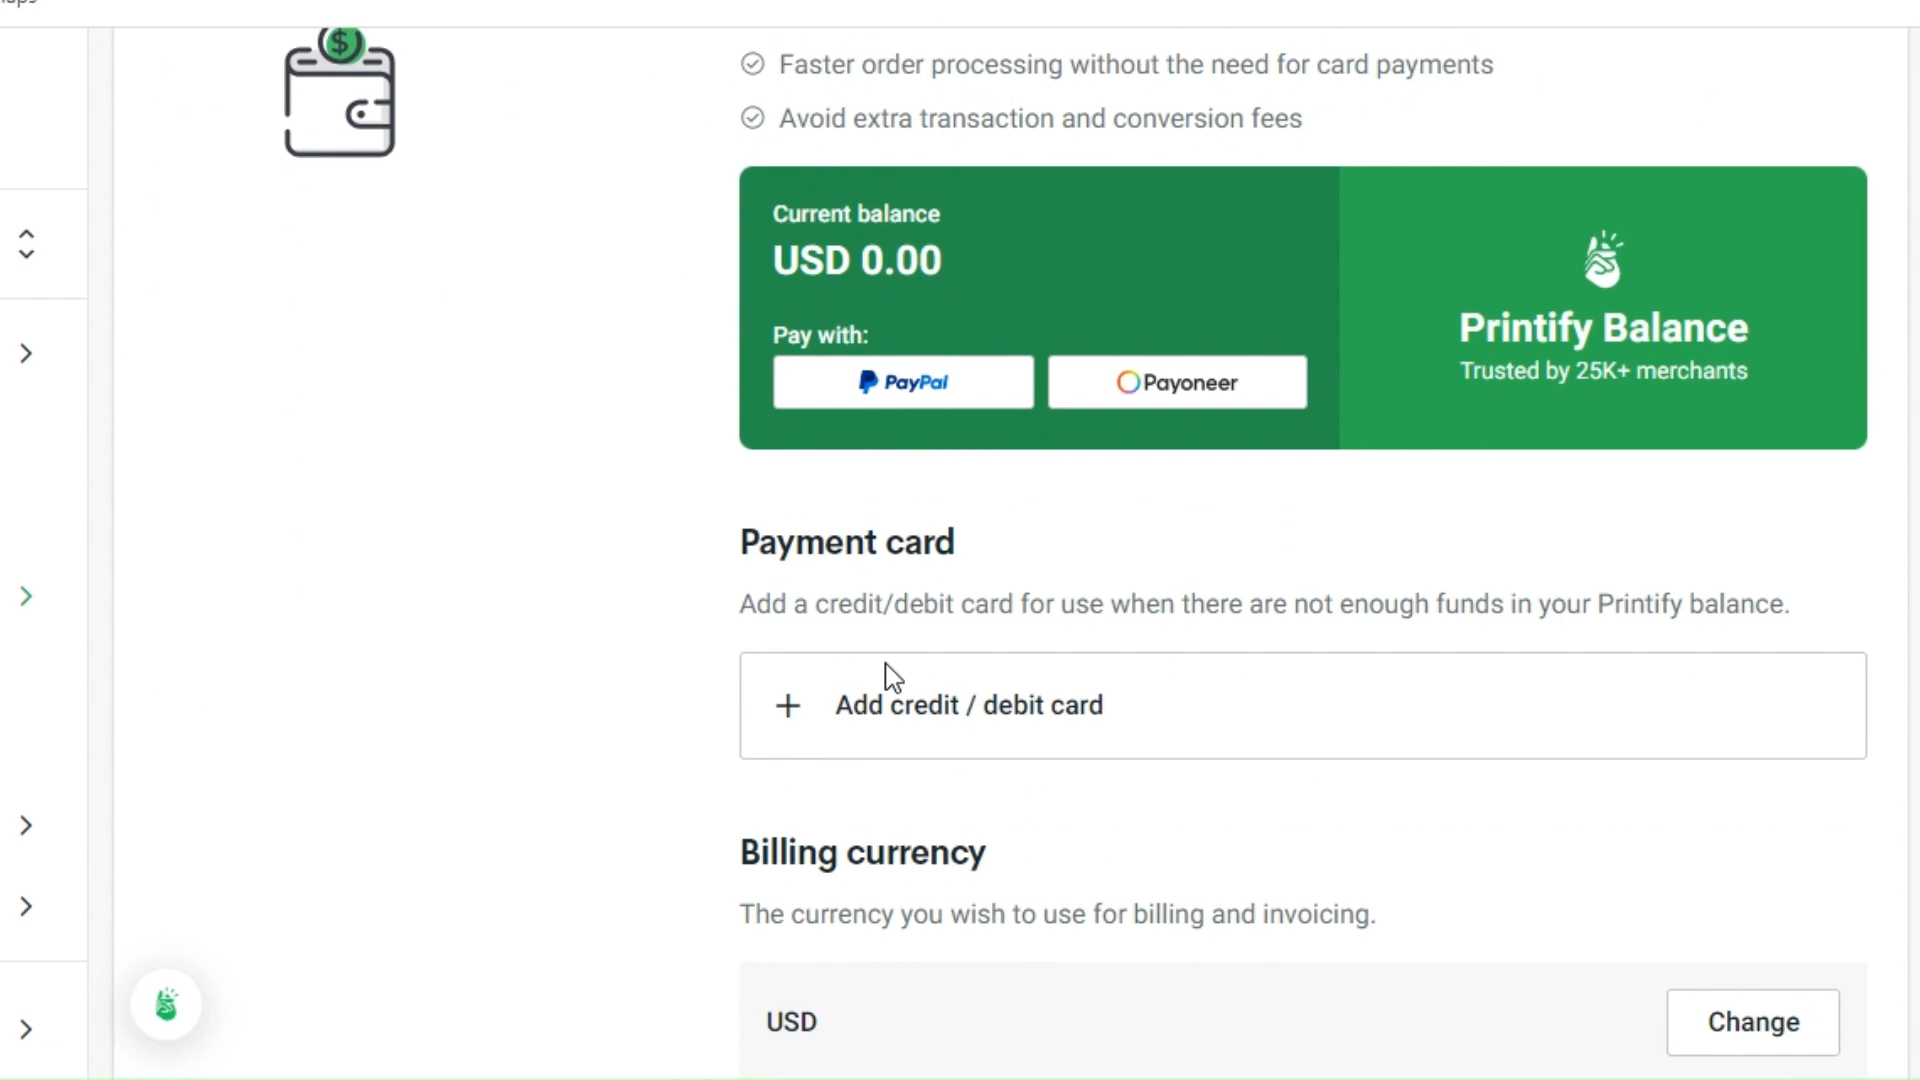 $
Faster order processing without the need for card payments
Avoid extra transaction and conversion fees
Current balance
USD 0.00
Pay with:
PayPal
Payoneer
Printify Balance
Trusted by 25K+ merchants
Payment card
Add a credit/debit card for use when there are not enough funds in your Printify balance.
+ Add credit / debit card
Billing currency
The currency you wish to use for billing and invoicing.
USD
Change